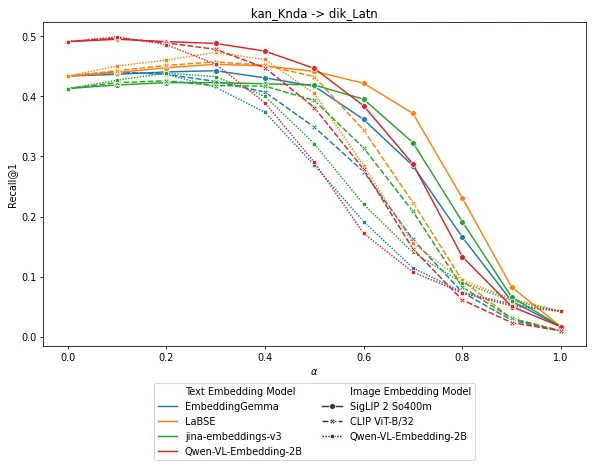 kan_Knda -> dik_Latn
0.5
0.4
0.3
0.2
0.1
0.0
Recall@1
0.0 0.2 0.4 0.6 0.8 1.0
α
Text Embedding Model Image Embedding Model
EmbeddingGemma SigLIP 2 So400m
LaBSE CLIP ViT-B/32
jina-embeddings-v3 Qwen-VL-Embedding-2B
Qwen-VL-Embedding-2B